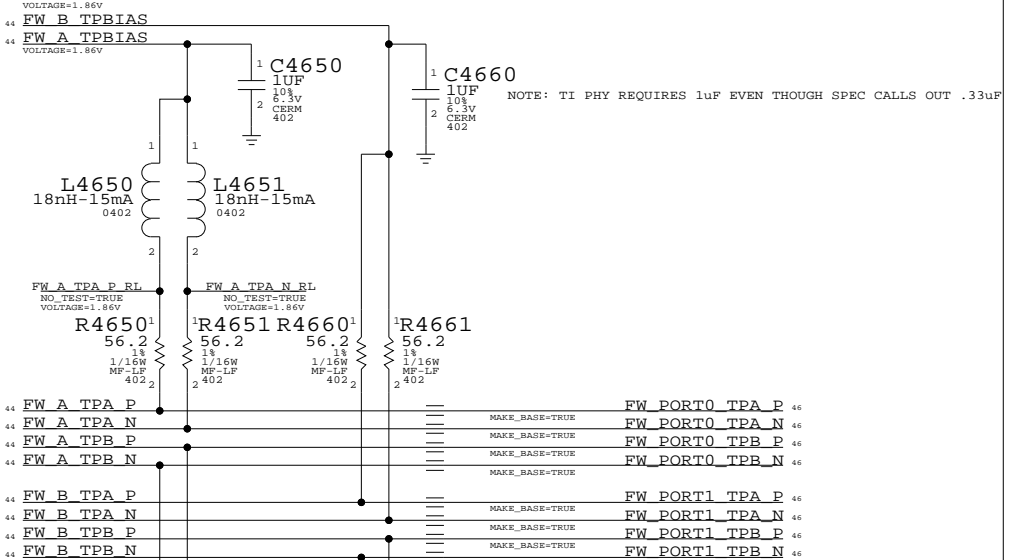 VOLTAGE=1.86V
44 FW_B_TPBIAS
44 FW_A_TPBIAS
VOLTAGE=1.86V
1 C4650
1UF
10%
6.3V
2 CERM
402
1 C4660
1UF
10%
6.3V
2 CERM
402
NOTE: TI PHY REQUIRES 1uF EVEN THOUGH SPEC CALLS OUT .33uF
1 1
L4650
18nH-15mA
0402
L4651
18nH-15mA
0402
2 2
FW_A_TPA_P_RL
NO_TEST=TRUE
VOLTAGE=1.86V
FW_A_TPA_N_RL
NO_TEST=TRUE
VOLTAGE=1.86V
R4650 1
56.2
1%
1/16W
MF-LF
402 2
1 R4651
56.2
1%
1/16W
MF-LF
2 402
R4660 1
56.2
1%
1/16W
MF-LF
402 2
1 R4661
56.2
1%
1/16W
MF-LF
2 402
44 FW_A_TPA_P FW_PORT0_TPA_P 46
MAKE_BASE=TRUE
44 FW_A_TPA_N FW_PORT0_TPA_N 46
MAKE_BASE=TRUE
44 FW_A_TPB_P FW_PORT0_TPB_P 46
MAKE_BASE=TRUE
44 FW_A_TPB_N FW_PORT0_TPB_N 46
MAKE_BASE=TRUE
44 FW_B_TPA_P FW_PORT1_TPA_P 46
MAKE_BASE=TRUE
44 FW_B_TPA_N FW_PORT1_TPA_N 46
MAKE_BASE=TRUE
44 FW_B_TPB_P FW_PORT1_TPB_P 46
MAKE_BASE=TRUE
44 FW_B_TPB_N FW_PORT1_TPB_N 46